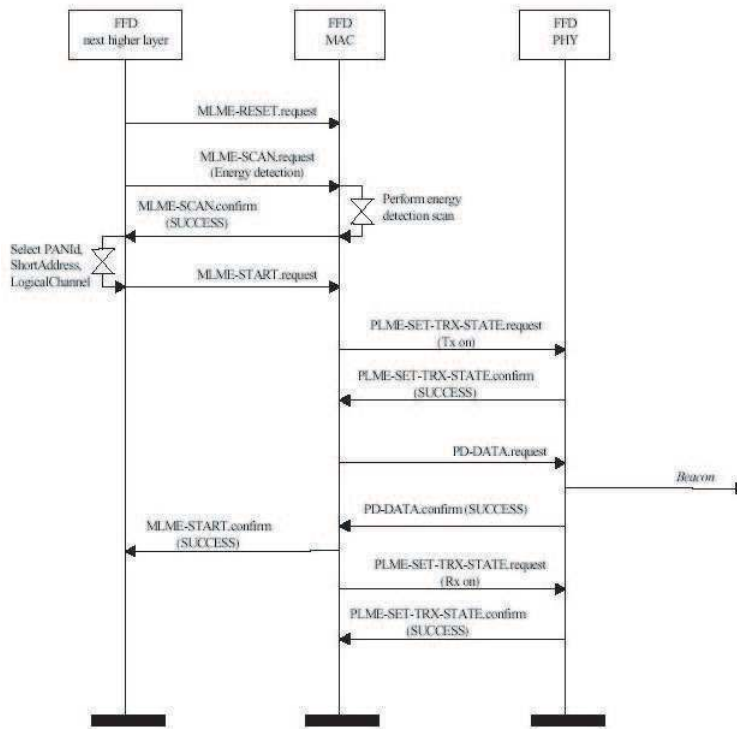 FFD
next higher layer
FFD
MAC
FFD
PHY
MLME-RESET.request
MLME-SCAN.request
(Energy detection)
Perform energy
detection scan
MLME-SCAN.confirm
(SUCCESS)
Select PANId,
ShortAddress,
LogicalChannel
MLME-START.request
PLME-SET-TRX-STATE.request
(Tx on)
PLME-SET-TRX-STATE.confirm
(SUCCESS)
PD-DATA.request
Beacon
PD-DATA.confirm (SUCCESS)
MLME-START.confirm
(SUCCESS)
PLME-SET-TRX-STATE.request
(Rx on)
PLME-SET-TRX-STATE.confirm
(SUCCESS)